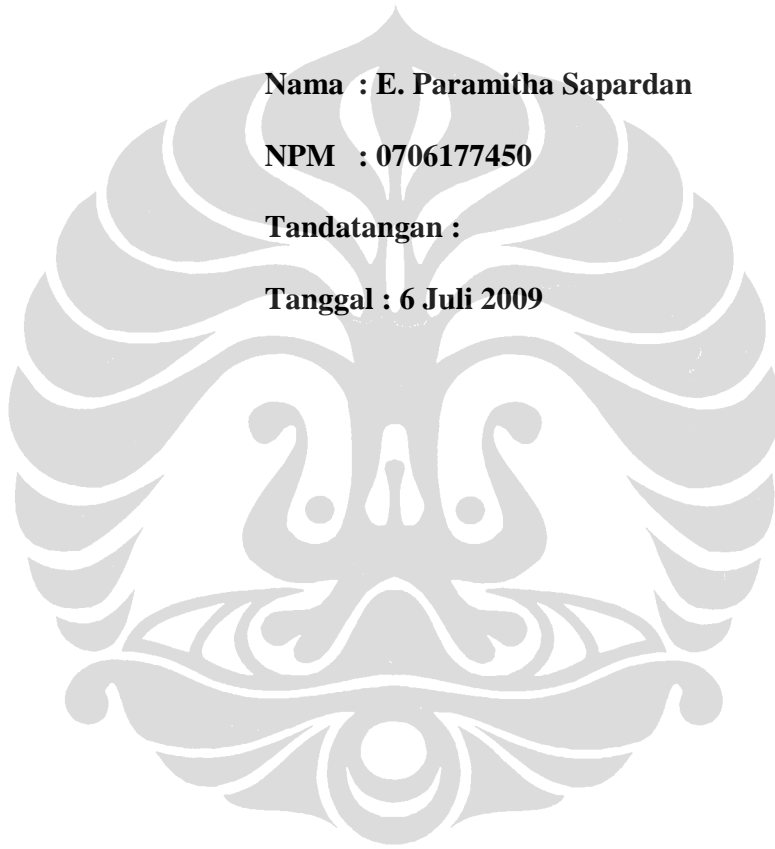 Nama : E. Paramitha Sapardan
NPM : 0706177450
Tandatangan :
Tanggal : 6 Juli 2009